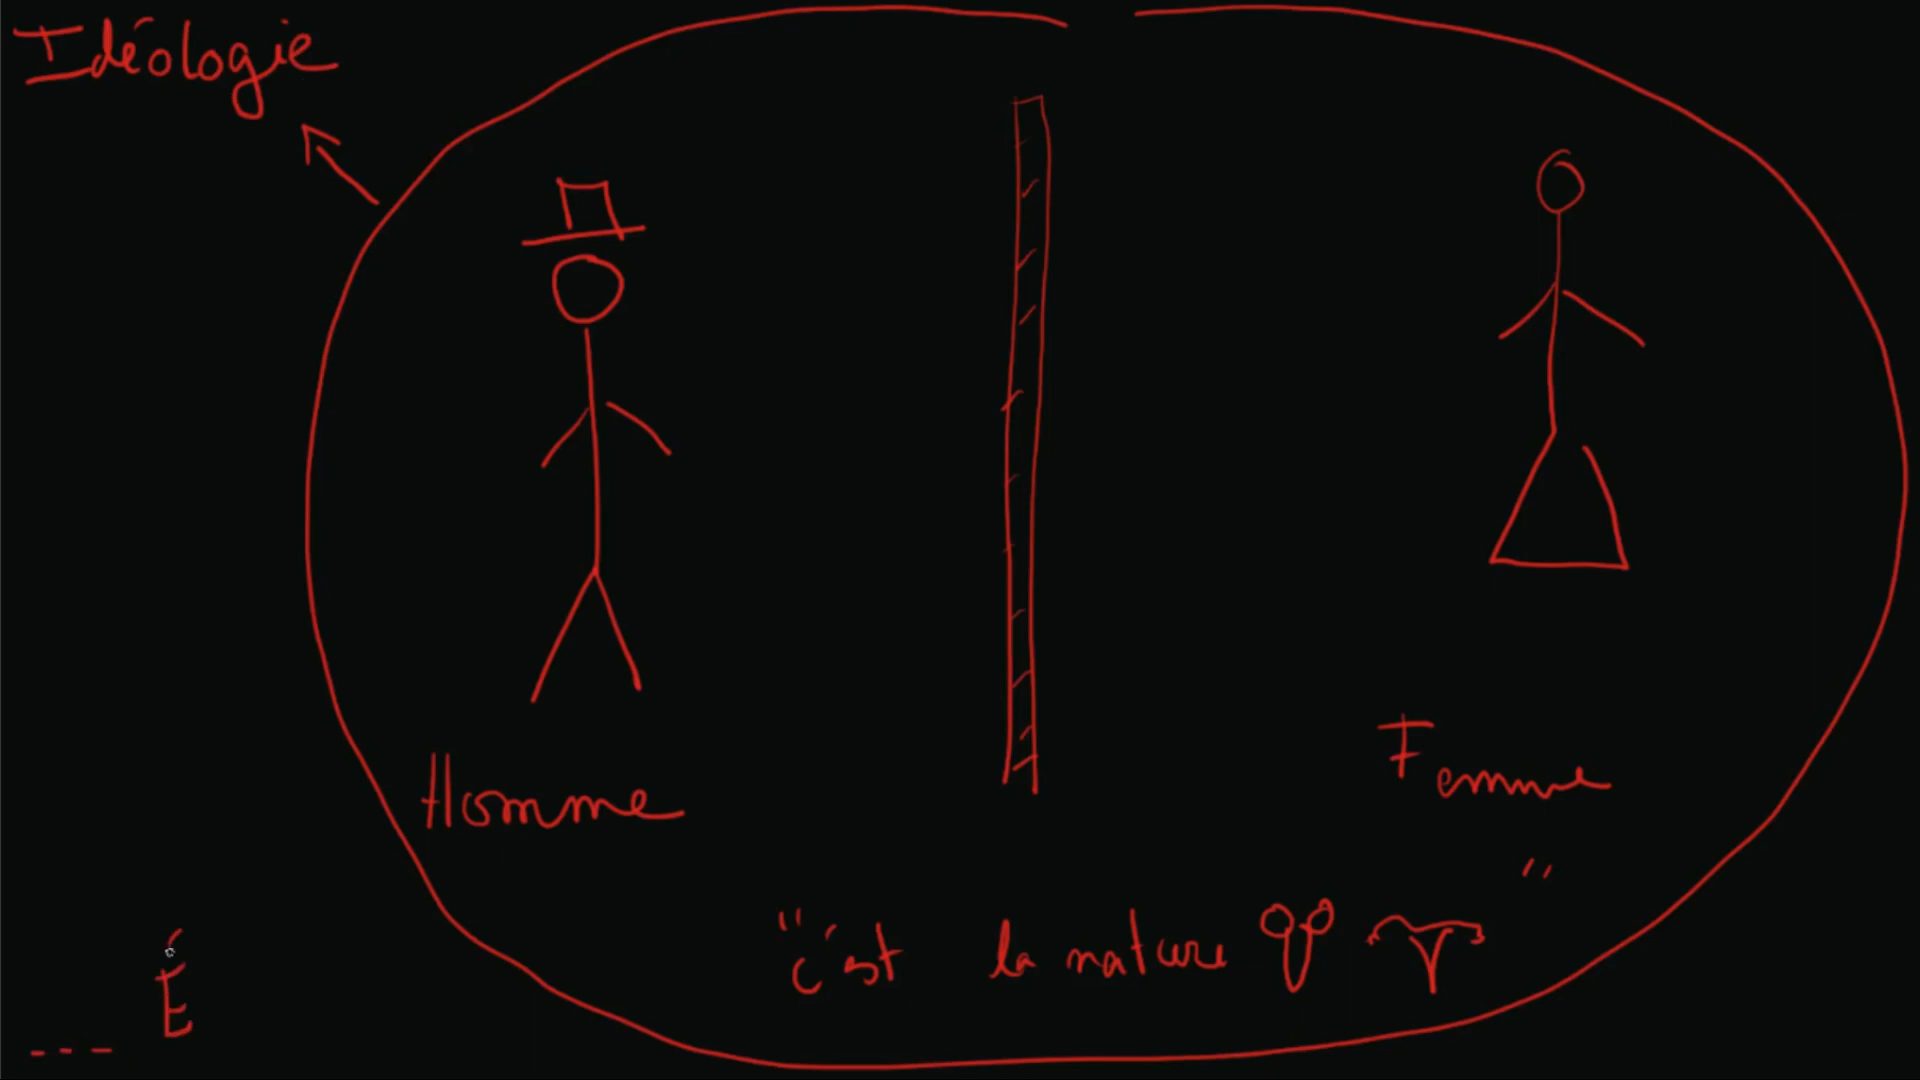 Idéologie
Homme
Femme
"c'est la nature "
--- É